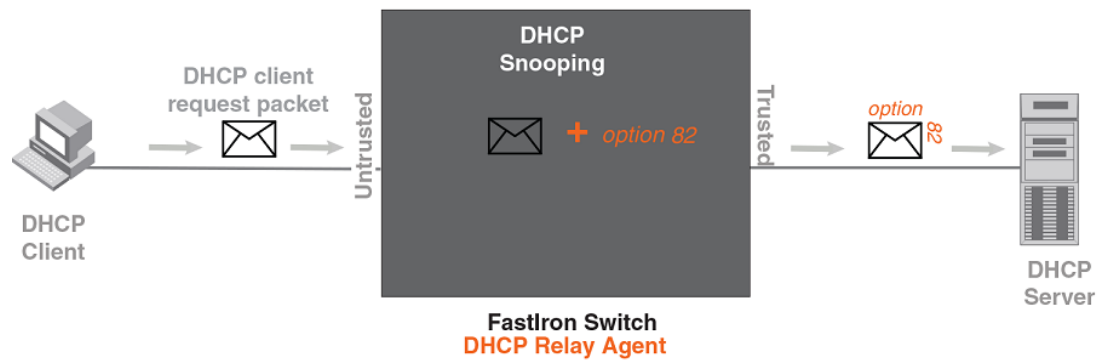 DHCP
Snooping
DHCP client
request packet
Untrusted
+ option 82
Trusted
option
82
DHCP
Client
DHCP
Server
FastIron Switch
DHCP Relay Agent